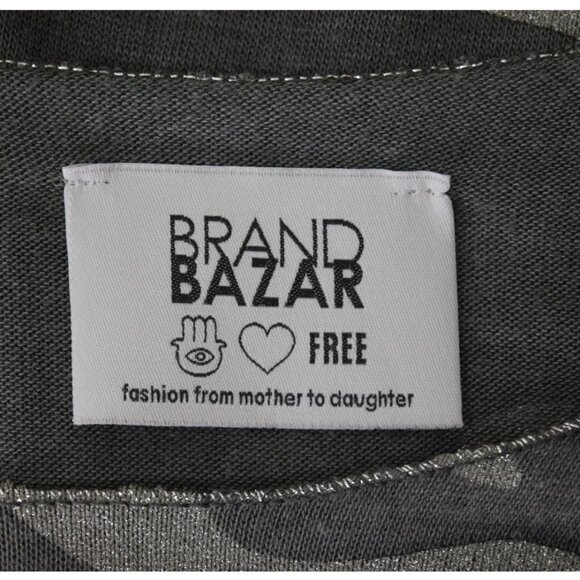 BRAND
BAZAR
FREE
fashion from mother to daughter